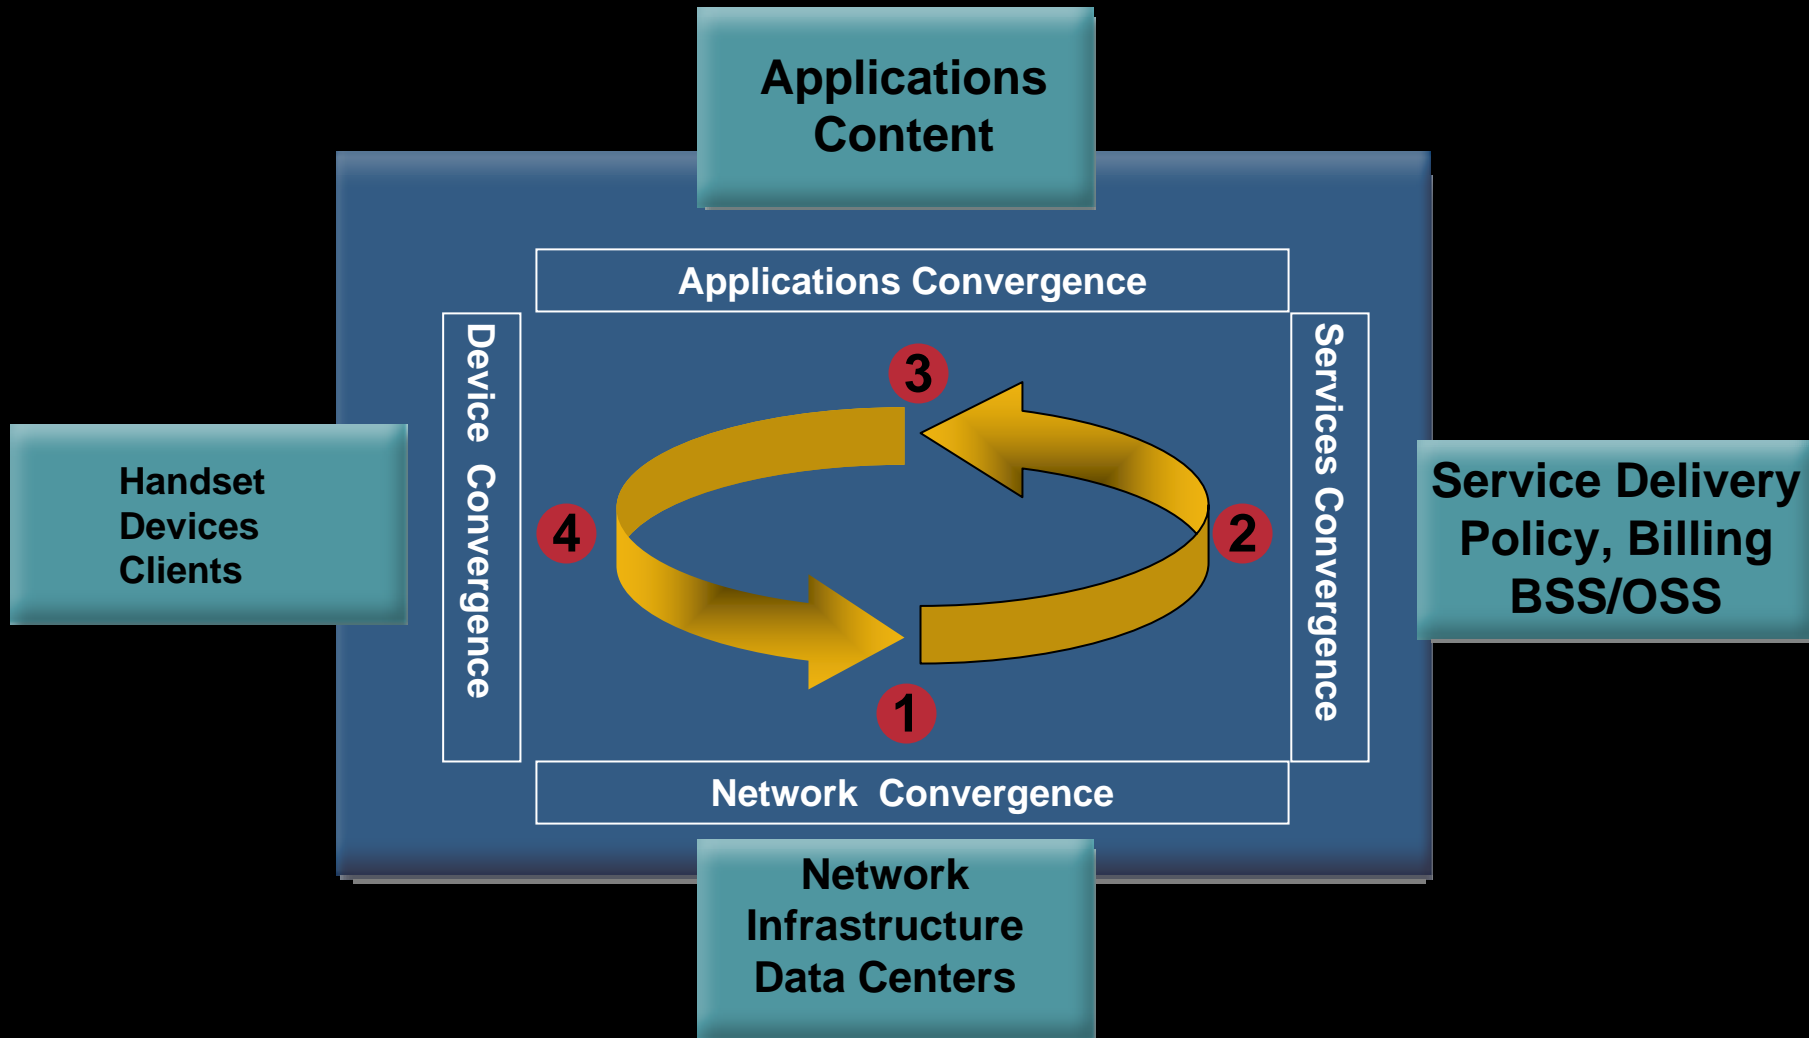 Applications
Content
Applications Convergence
Device Convergence
Services Convergence
3
4
2
1
Handset
Devices
Clients
Service Delivery
Policy, Billing
BSS/OSS
Network Convergence
Network
Infrastructure
Data Centers